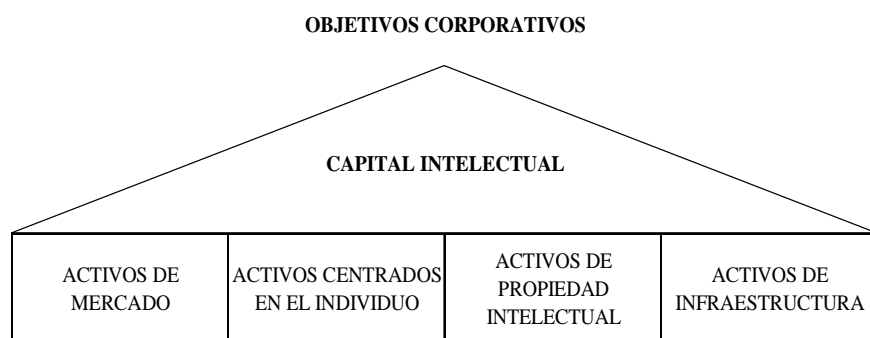 OBJETIVOS CORPORATIVOS
CAPITAL INTELECTUAL
ACTIVOS DE
MERCADO
ACTIVOS CENTRADOS
EN EL INDIVIDUO
ACTIVOS DE
PROPIEDAD
INTELECTUAL
ACTIVOS DE
INFRAESTRUCTURA